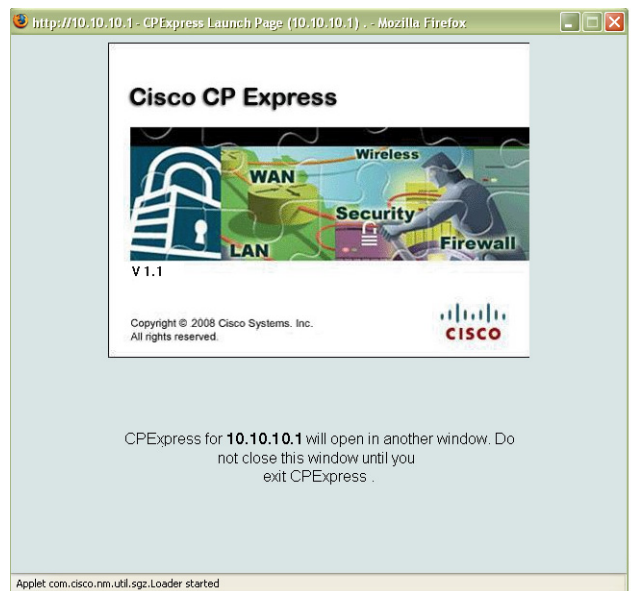 http://10.10.10.1 - CPExpress Launch Page (10.10.10.1) . - Mozilla Firefox
Cisco CP Express
Wireless
WAN
Security
LAN
Firewall
V 1.1
Copyright © 2008 Cisco Systems. Inc.
All rights reserved.
CISCO
CPExpress for 10.10.10.1 will open in another window. Do
not close this window until you
exit CPExpress .
Applet com.cisco.nm.util.sgz.Loader started